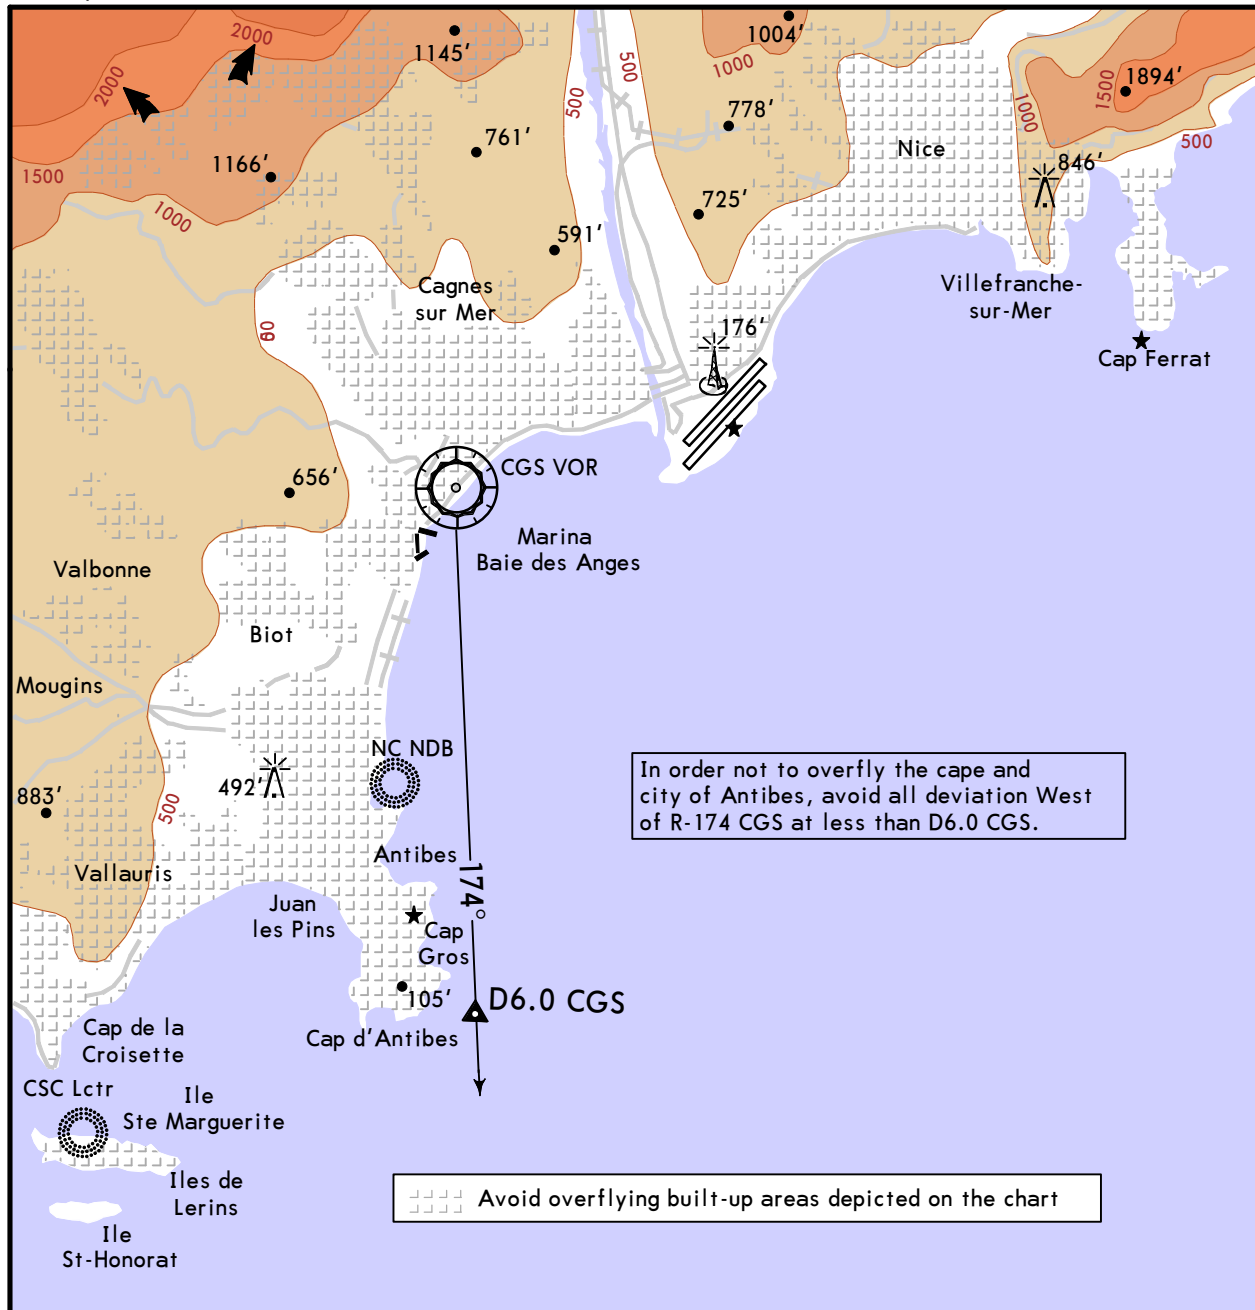 2000
1145'
1004'
2000
500
500
1000
1500
1894'
1000
778'
761'
Nice
500
846'
1166'
1500
1000
725'
591'
Cagnes
sur Mer
Villefranche-
sur-Mer
176'
Cap Ferrat
CGS VOR
656'
Marina
Baie des Anges
Valbonne
Biot
Mougins
NC NDB
492'
883'
500
In order not to overfly the cape and
city of Antibes, avoid all deviation West
of R-174 CGS at less than D6.0 CGS.
Antibes
174°
Vallauris
Juan
les Pins
Cap
Gros
105'
D6.0 CGS
Cap d'Antibes
Cap de la
Croisette
CSC Lctr
Ile
Ste Marguerite
Iles de
Lerins
Avoid overflying built-up areas depicted on the chart
Ile
St-Honorat